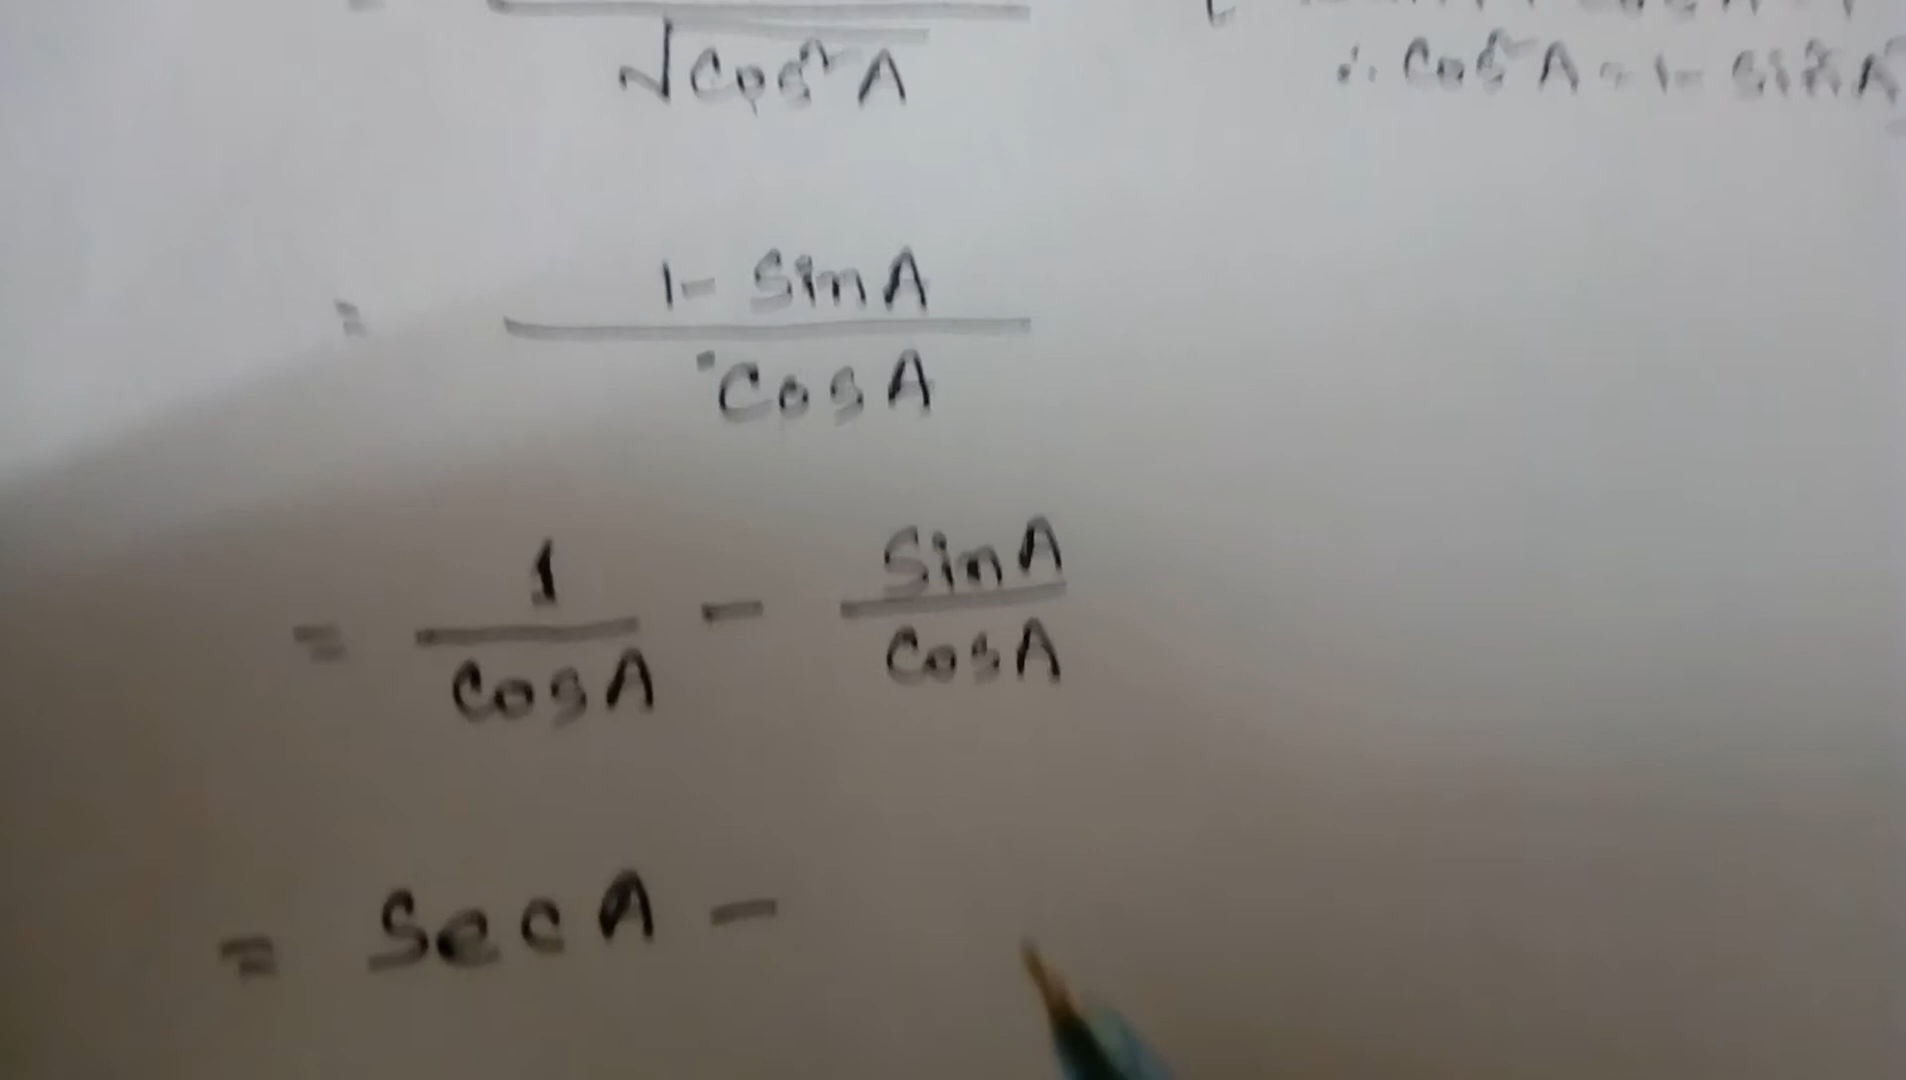 √cos²A
∴ cos²A = 1 - sin²A]
= 1 - sinA / cosA
= 1/cosA - sinA/cosA
= secA -